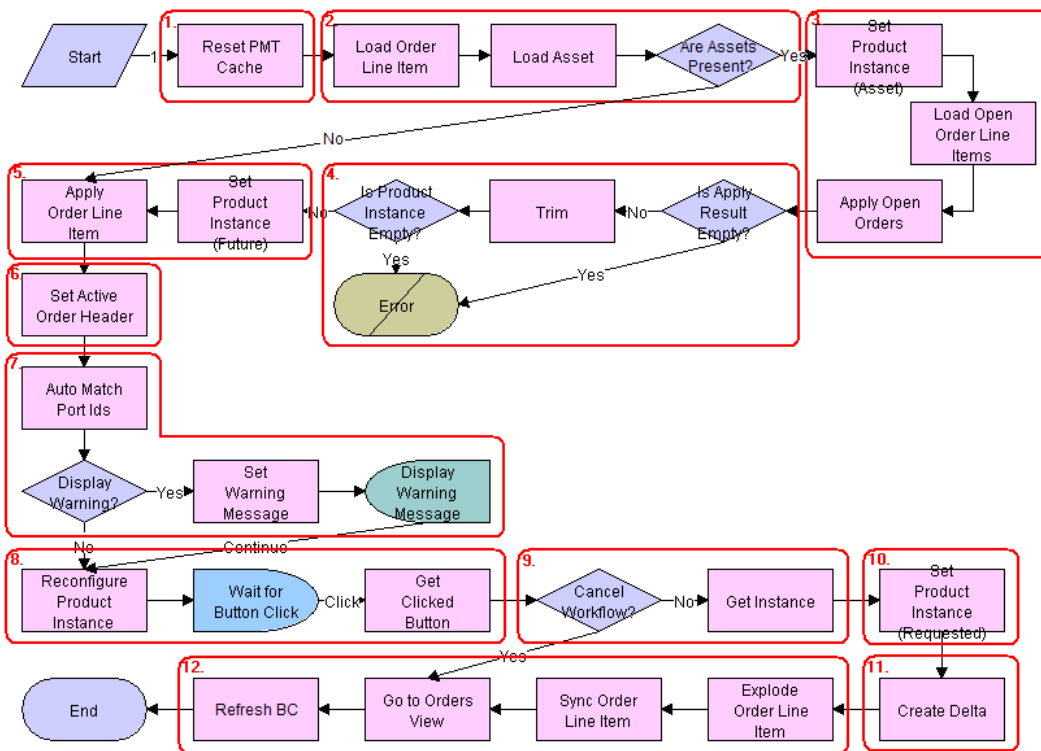 1.
2.
3.
Start
1
Reset PMT
Cache
Load Order
Line Item
Load Asset
Are Assets
Present?
Yes
Set
Product
Instance
(Asset)
Load Open
Order Line
Items
No
5.
4.
Apply
Order Line
Item
Set
Product
Instance
(Future)
No
Is Product
Instance
Empty?
Trim
No
Is Apply
Result
Empty?
Apply Open
Orders
Yes
Yes
Error
6.
Set Active
Order Header
7.
Auto Match
Port Ids
Display
Warning?
Yes
Set
Warning
Message
Display
Warning
Message
No
Continue
8.
9.
10.
Reconfigure
Product
Instance
Wait for
Button Click
Click
Get
Clicked
Button
Cancel
Workflow?
No
Get Instance
Set
Product
Instance
(Requested)
Yes
12.
11.
End
Refresh BC
Go to Orders
View
Sync Order
Line Item
Explode
Order Line
Item
Create Delta